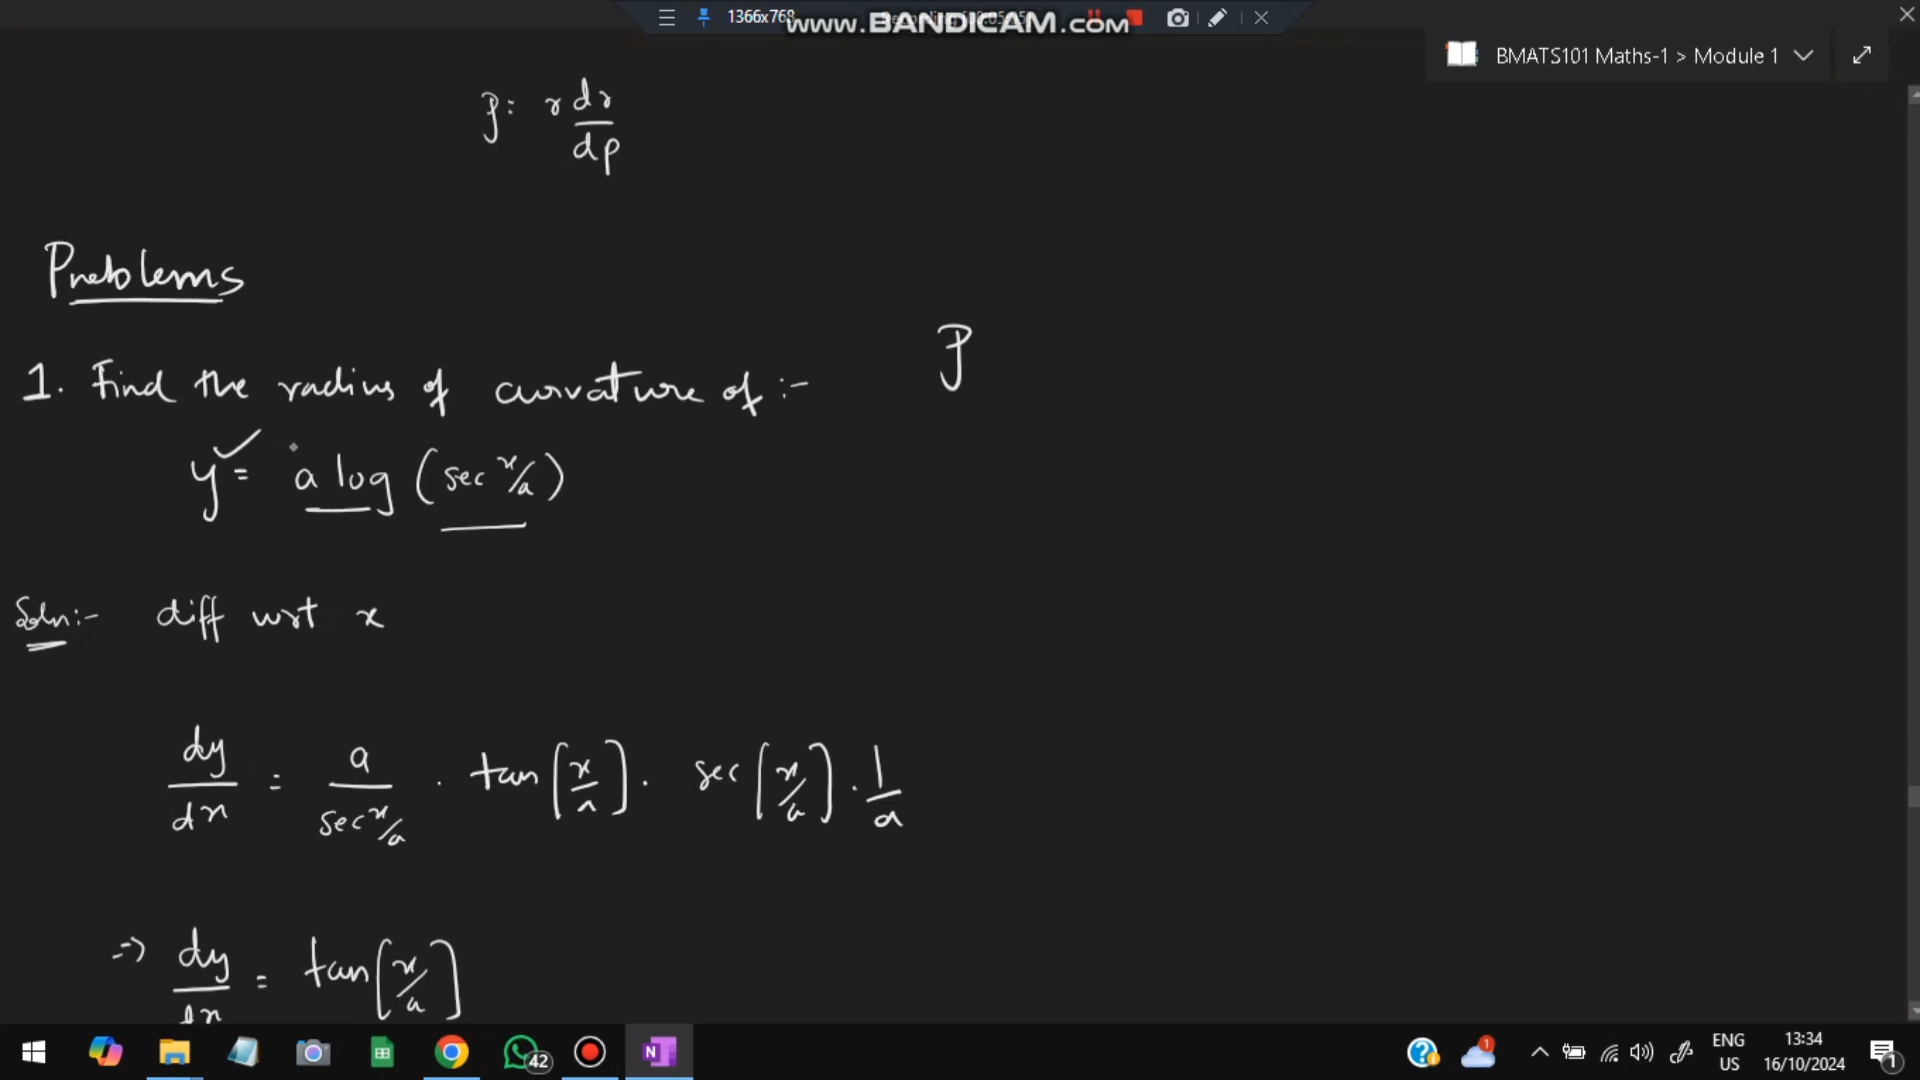 1366x768
www.BANDICAM.com
BMATS101 Maths-1 > Module 1
ρ: r dr/dp
Problems
ρ
1. Find the radius of curvature of :-
y = a log (sec x/a)
Soln:- diff wrt x
dy/dx = a/sec x/a . tan[x/a] . sec[x/a] . 1/a
=> dy/dx = tan[x/a]
42
N
1
ENG
US
13:34
16/10/2024
1